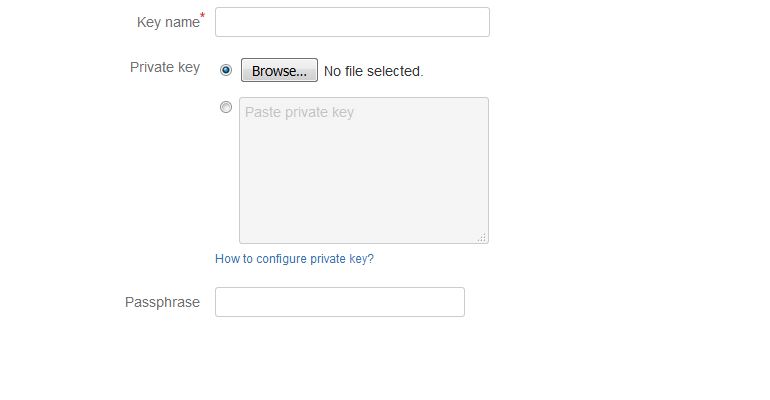 Key name*
Private key
Browse... No file selected.
Paste private key
How to configure private key?
Passphrase